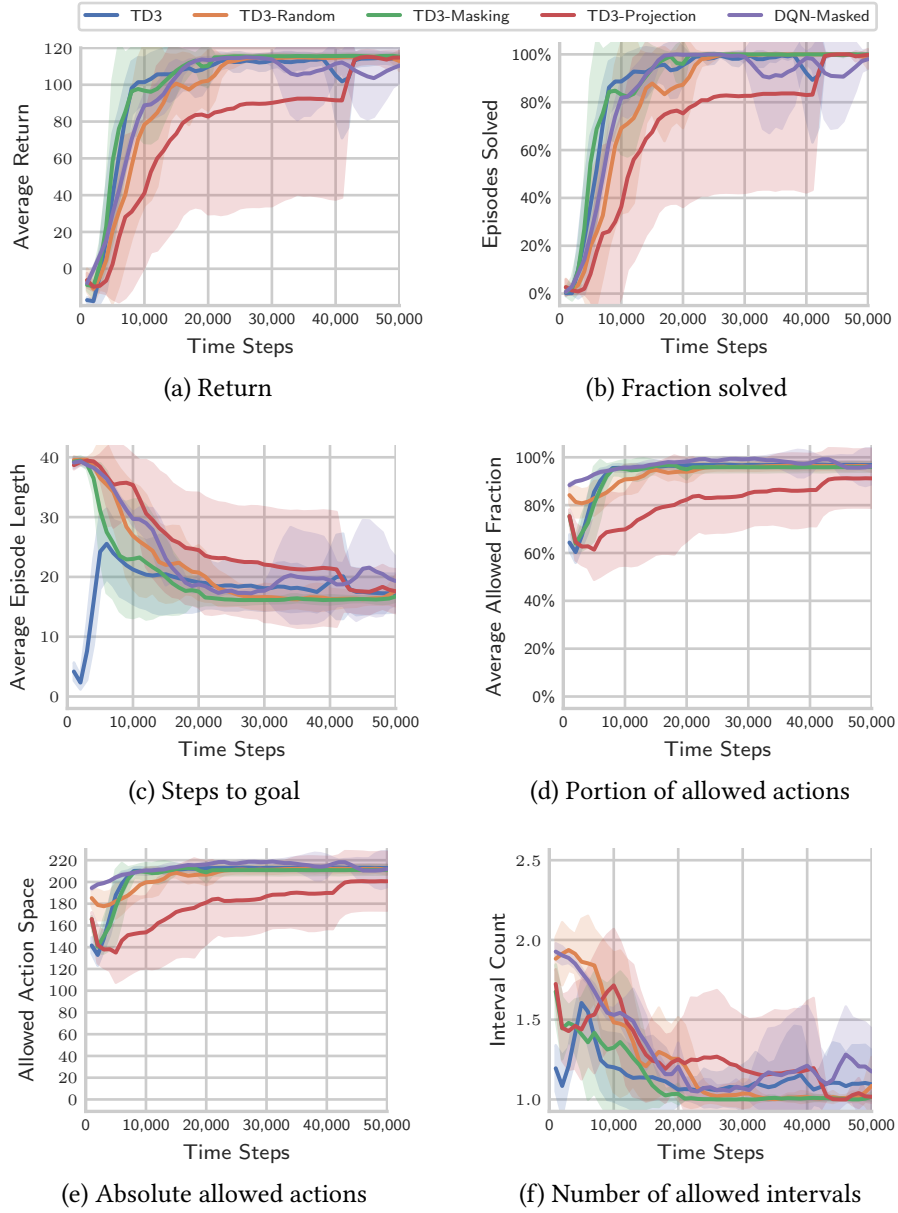 TD3 TD3-Random TD3-Masking TD3-Projection DQN-Masked
120
100
80
60
40
20
0
Average Return
0 10,000 20,000 30,000 40,000 50,000
Time Steps
(a) Return
100%
80%
60%
40%
20%
0%
Episodes Solved
0 10,000 20,000 30,000 40,000 50,000
Time Steps
(b) Fraction solved
40
30
20
10
0
Average Episode Length
0 10,000 20,000 30,000 40,000 50,000
Time Steps
(c) Steps to goal
100%
80%
60%
40%
20%
0%
Average Allowed Fraction
0 10,000 20,000 30,000 40,000 50,000
Time Steps
(d) Portion of allowed actions
220
200
180
160
140
120
100
80
60
40
20
0
Allowed Action Space
0 10,000 20,000 30,000 40,000 50,000
Time Steps
(e) Absolute allowed actions
2.5
2.0
1.5
1.0
Interval Count
0 10,000 20,000 30,000 40,000 50,000
Time Steps
(f) Number of allowed intervals